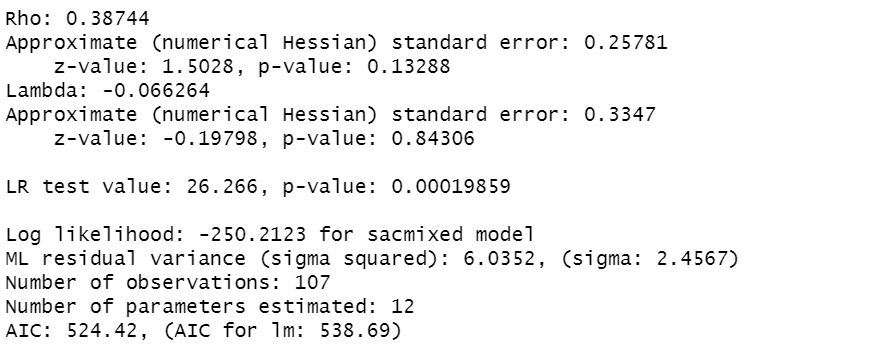 Rho: 0.38744
Approximate (numerical Hessian) standard error: 0.25781
    z-value: 1.5028, p-value: 0.13288
Lambda: -0.066264
Approximate (numerical Hessian) standard error: 0.3347
    z-value: -0.19798, p-value: 0.84306

LR test value: 26.266, p-value: 0.00019859

Log likelihood: -250.2123 for sacmixed model
ML residual variance (sigma squared): 6.0352, (sigma: 2.4567)
Number of observations: 107
Number of parameters estimated: 12
AIC: 524.42, (AIC for lm: 538.69)